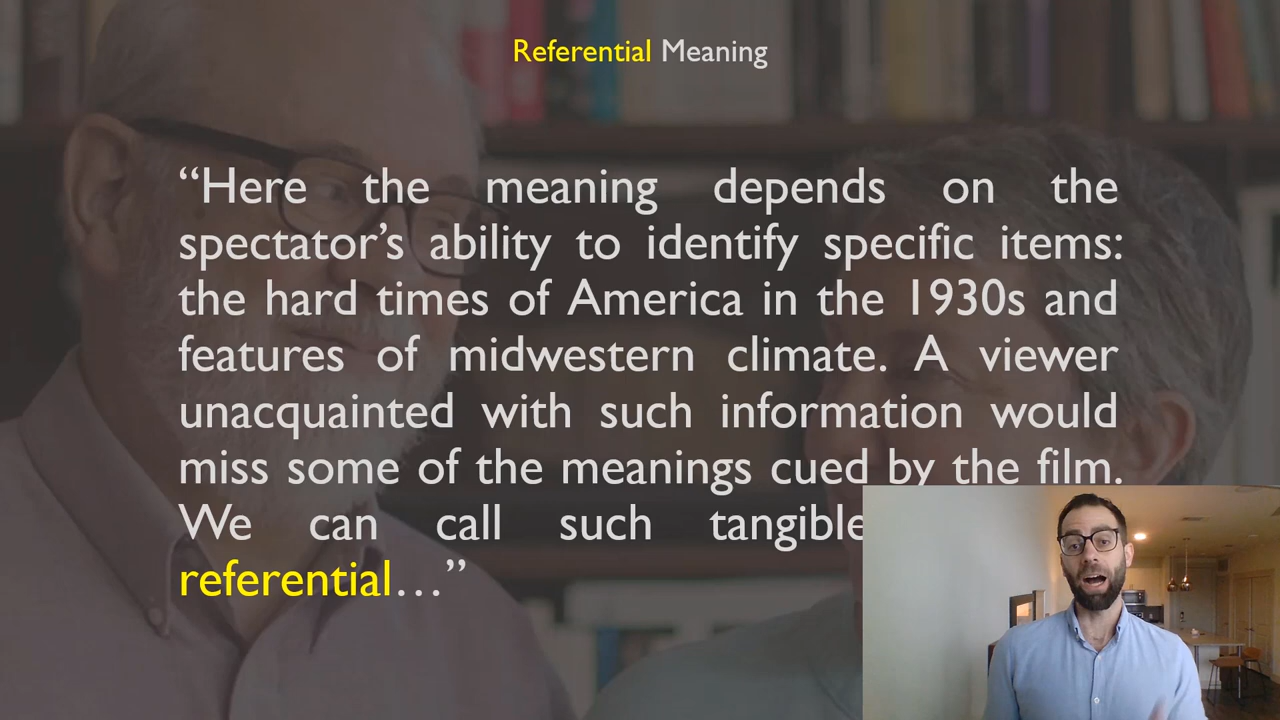 Referential Meaning
“Here the meaning depends on the
spectator’s ability to identify specific items:
the hard times of America in the 1930s and
features of midwestern climate. A viewer
unacquainted with such information would
miss some of the meanings cued by the film.
We can call such tangible
referential…”